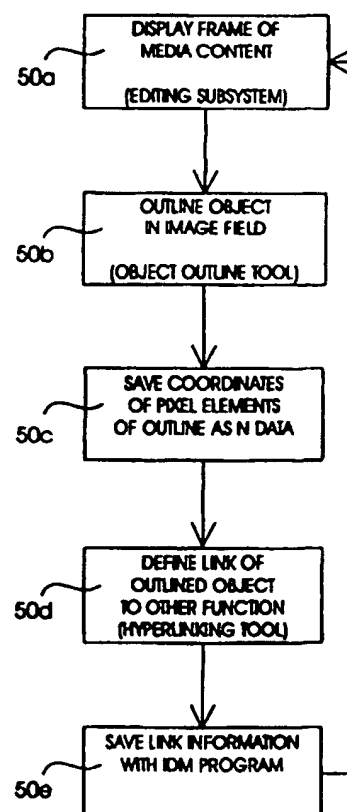 50a
DISPLAY FRAME OF
MEDIA CONTENT
(EDITING SUBSYSTEM)
50b
OUTLINE OBJECT
IN IMAGE FIELD
(OBJECT OUTLINE TOOL)
50c
SAVE COORDINATES
OF PIXEL ELEMENTS
OF OUTLINE AS N DATA
50d
DEFINE LINK OF
OUTLINED OBJECT
TO OTHER FUNCTION
(HYPERLINKING TOOL)
50e
SAVE LINK INFORMATION
WITH IDM PROGRAM